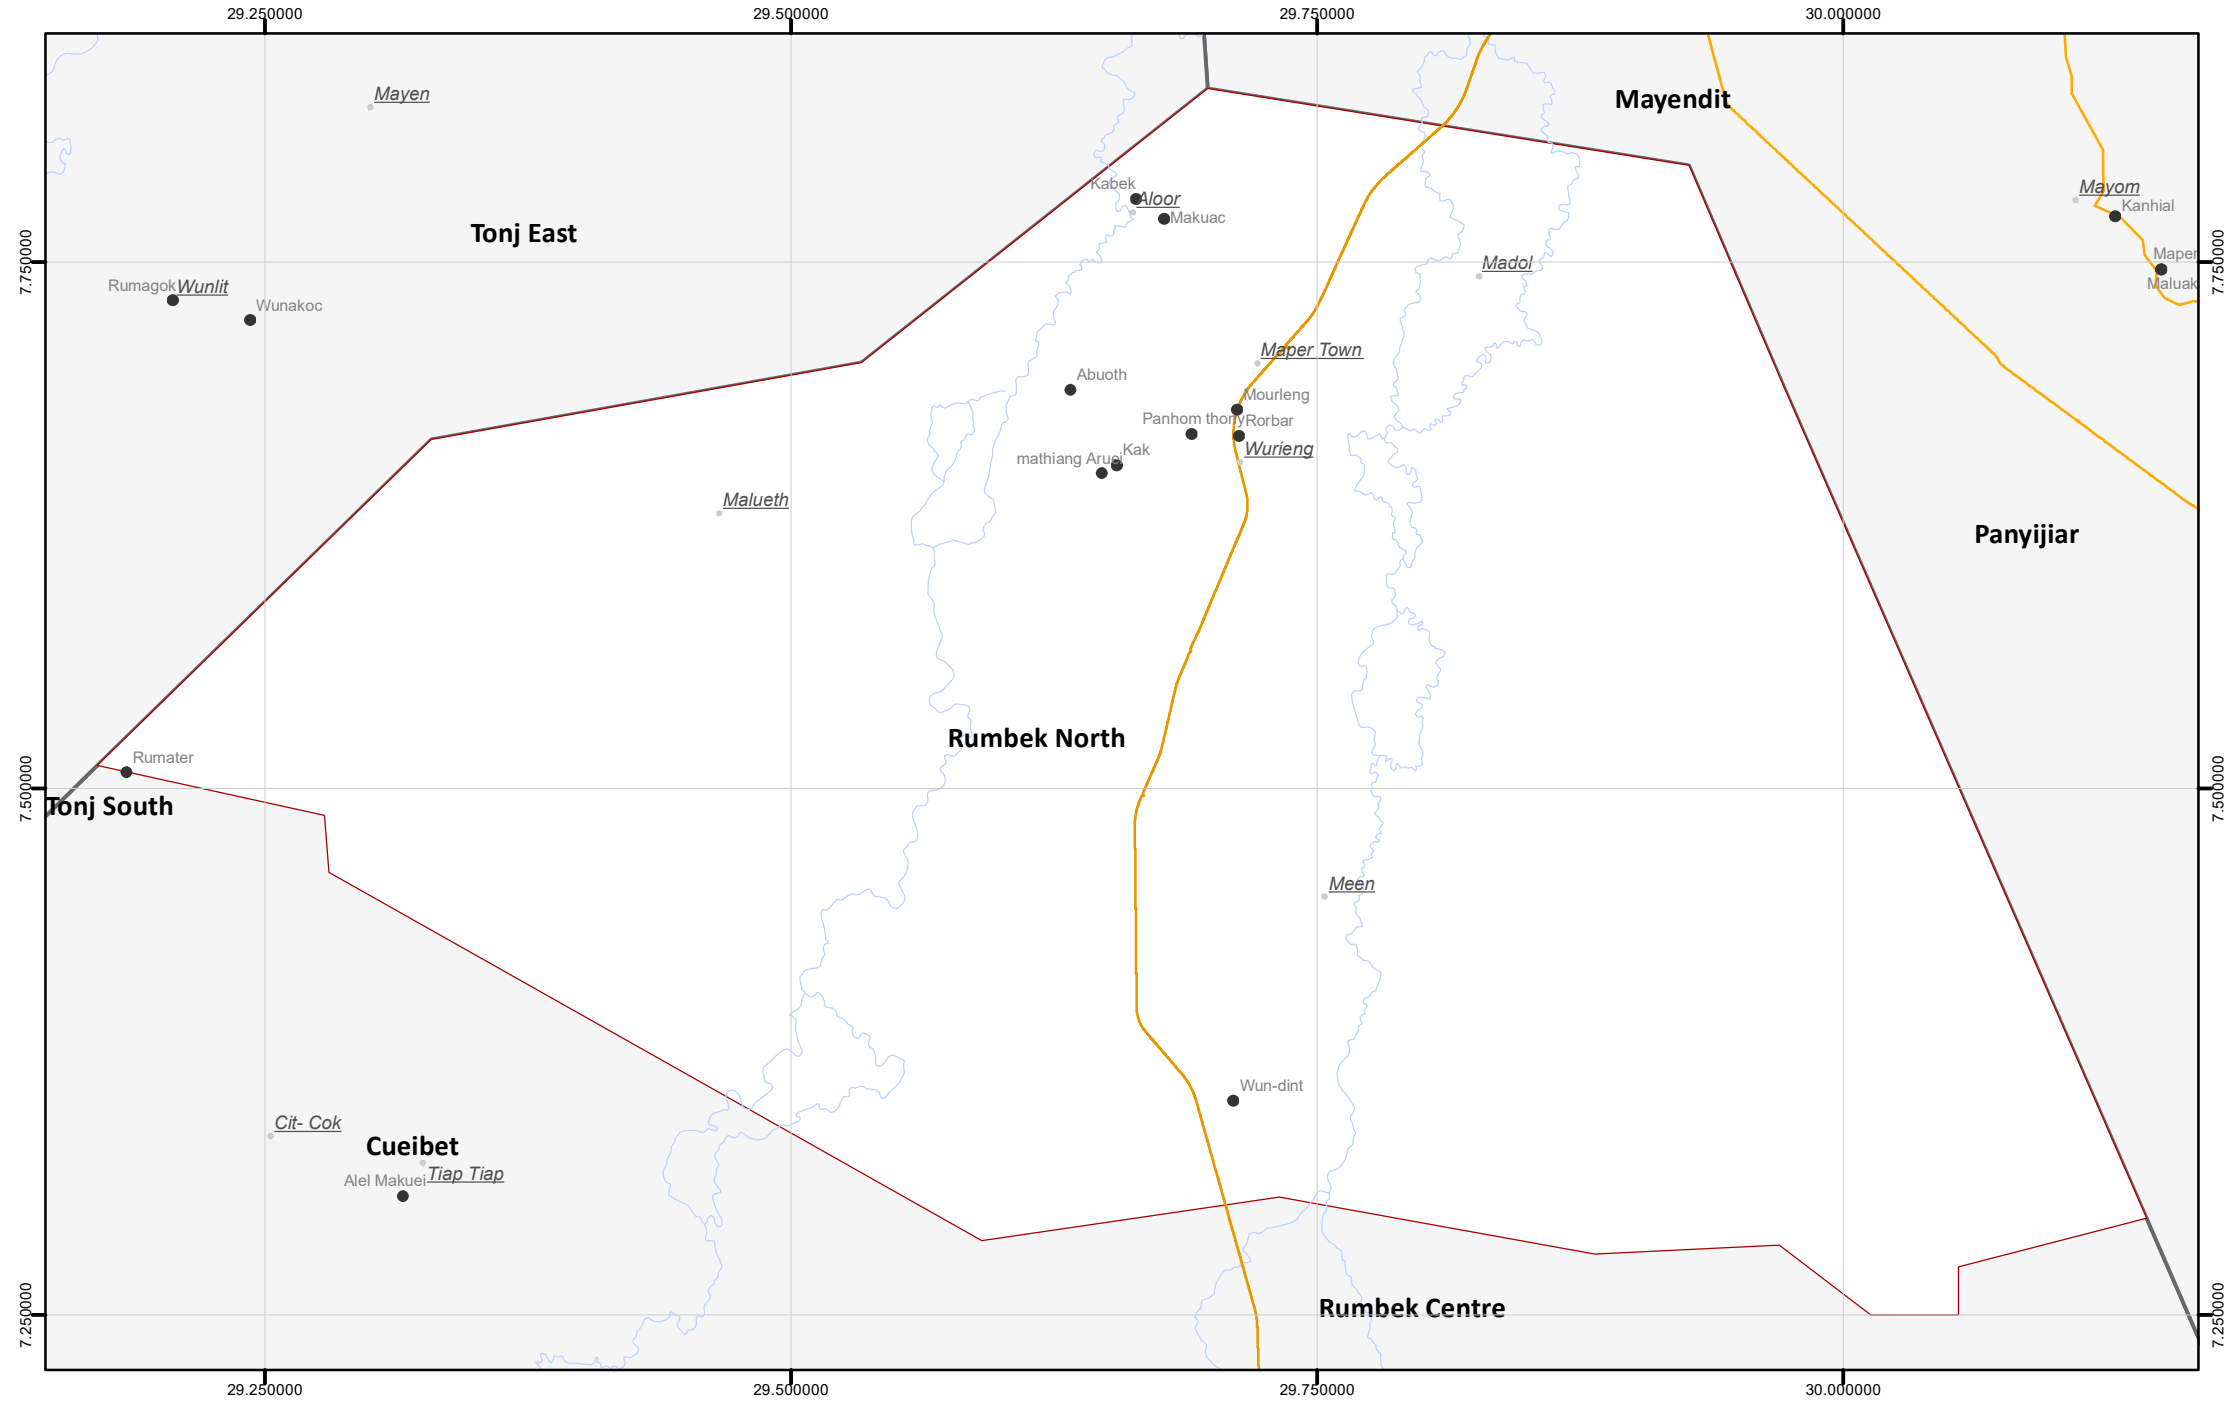 29.250000 29.500000 29.750000 30.000000
Mayen
Mayendit
Kabek
Aloor
Makuac
Mayom
Kanhial
Tonj East
Maper
7.750000 7.750000
Madol
Maluak
Rumagok Wunlit
Wunakoc
Maper Town
Abuoth
Mourleng
Panhom thony Rorbar
Kak
Wurieng
mathiang Aruei
Malueth
Panyijiar
Rumbek North
Rumater
7.500000 7.500000
Tonj South
Meen
Wun-dint
Cit- Cok
Cueibet
Tiap Tiap
Alel Makuei
Rumbek Centre
7.250000 7.250000
29.250000 29.500000 29.750000 30.000000